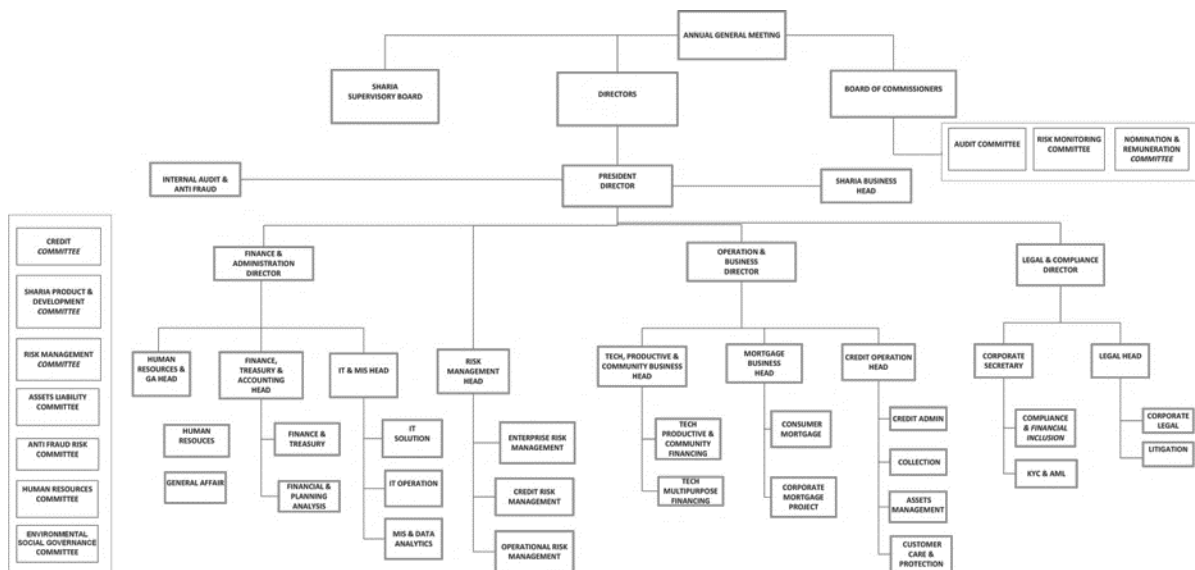 ANNUAL GENERAL MEETING
SHARIA
SUPERVISORY BOARD
DIRECTORS
BOARD OF COMMISSIONERS
AUDIT COMMITTEE
RISK MONITORING
COMMITTEE
NOMINATION &
REMUNERATION
COMMITTEE
INTERNAL AUDIT &
ANTI FRAUD
PRESIDENT
DIRECTOR
SHARIA BUSINESS
HEAD
CREDIT
COMMITTEE
SHARIA PRODUCT &
DEVELOPMENT
COMMITTEE
RISK MANAGEMENT
COMMITTEE
ASSETS LIABILITY
COMMITTEE
ANTI FRAUD RISK
COMMITTEE
HUMAN RESOURCES
COMMITTEE
ENVIRONMENTAL
SOCIAL GOVERNANCE
COMMITTEE
FINANCE &
ADMINISTRATION
DIRECTOR
OPERATION &
BUSINESS
DIRECTOR
LEGAL & COMPLIANCE
DIRECTOR
HUMAN
RESOURCES &
GA HEAD
FINANCE,
TREASURY &
ACCOUNTING
HEAD
IT & MIS HEAD
RISK
MANAGEMENT
HEAD
TECH, PRODUCTIVE &
COMMUNITY BUSINESS
HEAD
MORTGAGE
BUSINESS
HEAD
CREDIT OPERATION
HEAD
CORPORATE
SECRETARY
LEGAL HEAD
HUMAN
RESOUCES
GENERAL AFFAIR
FINANCE &
TREASURY
FINANCIAL &
PLANNING
ANALYSIS
IT
SOLUTION
IT OPERATION
MIS & DATA
ANALYTICS
ENTERPRISE RISK
MANAGEMENT
CREDIT RISK
MANAGEMENT
OPERATIONAL RISK
MANAGEMENT
TECH
PRODUCTIVE &
COMMUNITY
FINANCING
TECH
MULTIPURPOSE
FINANCING
CONSUMER
MORTGAGE
CORPORATE
MORTGAGE
PROJECT
CREDIT ADMIN
COLLECTION
ASSETS
MANAGEMENT
CUSTOMER
CARE &
PROTECTION
COMPLIANCE
& FINANCIAL
INCLUSION
KYC & AML
CORPORATE
LEGAL
LITIGATION